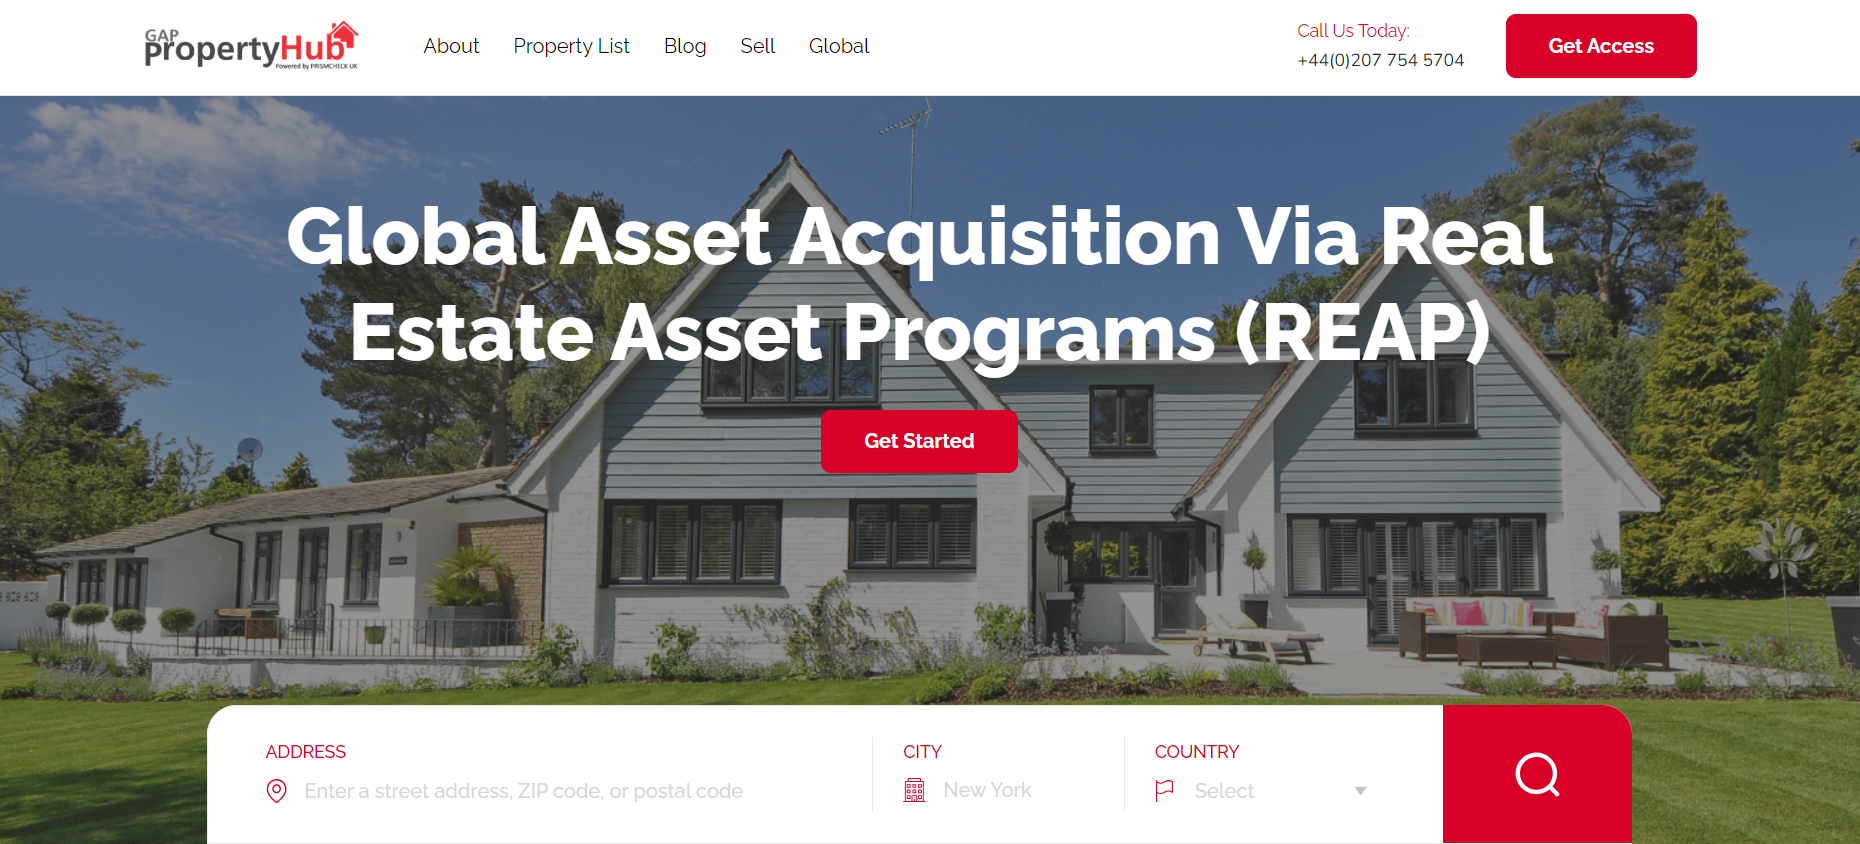 GAP
propertyHub
Powered by PRISMCHECK UK
About
Property List
Blog
Sell
Global
Call Us Today:
+44(0)207 754 5704
Get Access
Global Asset Acquisition Via Real
Estate Asset Programs (REAP)
Get Started
ADDRESS
Enter a street address, ZIP code, or postal code
CITY
New York
COUNTRY
Select